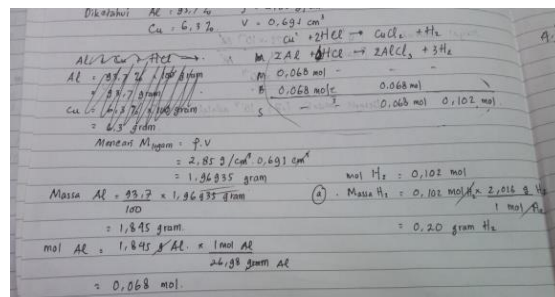 Diketahui Al = 93,7%
Cu = 6,3%
V = 0,691 cm³
Cu + 2HCl → CuCl₂ + H₂
2Al + 6HCl → 2AlCl₃ + 3H₂
M 0,068 mol - -
B 0,068 mol 0,068 mol
S - 0,068 mol 0,102 mol
Al = 93,7% × 100 gram
= 93,7 gram
Cu = 6,3% × 100 gram
= 6,3 gram
Mencari M logam = ρ.V
= 2,85 g/cm³ . 0,691 cm³
= 1,96935 gram
Massa Al = 93,7 / 100 × 1,96935 gram
= 1,845 gram.
mol Al = 1,845 g Al. × 1 mol Al / 26,98 gram Al
= 0,068 mol.
mol H₂ = 0,102 mol
(a). Massa H₂ = 0,102 mol H₂ × 2,016 g H₂ / 1 mol H₂
= 0,20 gram H₂